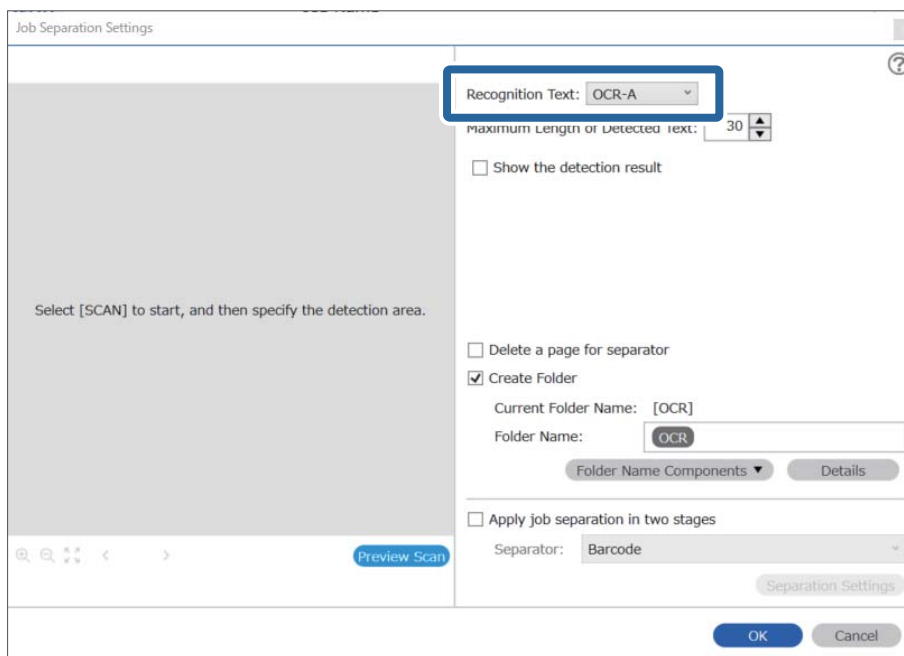 Job Separation Settings
Recognition Text: OCR-A
Maximum Length of Detected Text: 30
Show the detection result
Select [SCAN] to start, and then specify the detection area.
Delete a page for separator
Create Folder
Current Folder Name: [OCR]
Folder Name: OCR
Folder Name Components ▼ Details
Apply job separation in two stages
Separator: Barcode
Preview Scan
Separation Settings
OK Cancel